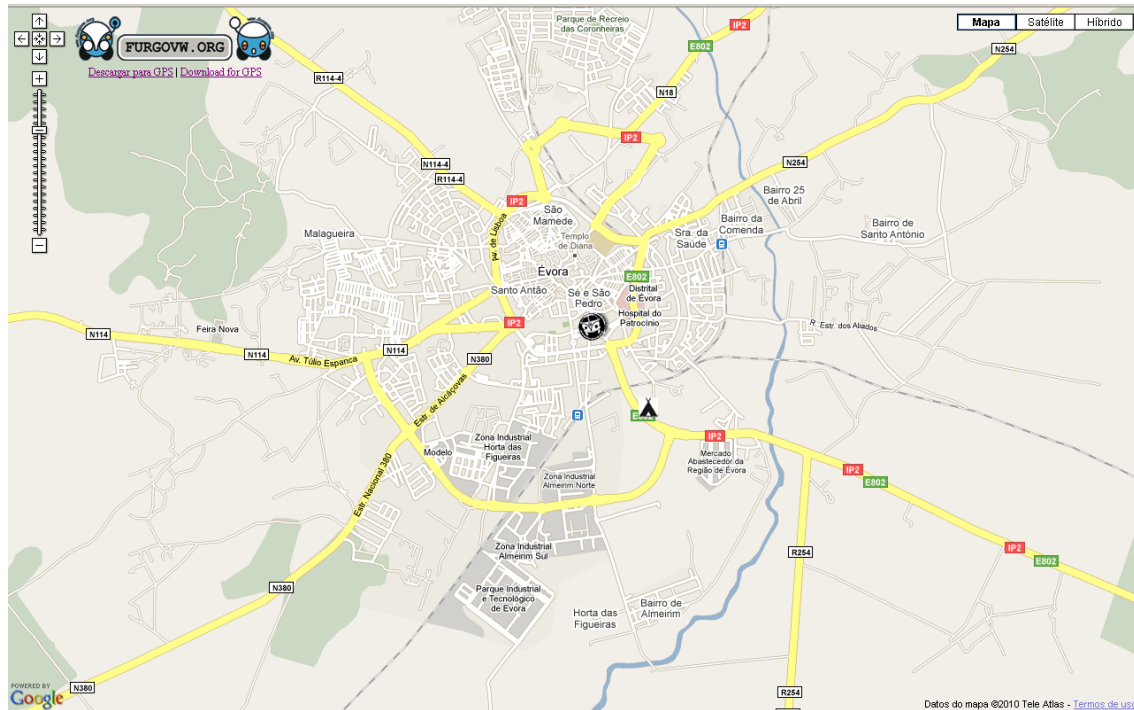 FURGOVW.ORG
Descargar para GPS | Download for GPS
Mapa
Satélite
Híbrido
Parque de Recreio
das Coronheiras
IP2
E802
N254
R114-4
N18
IP2
N254
N114-4
R114-4
IP2
São
Mamede
Bairro 25
de Abril
Bairro da
Comenda
Bairro de
Santo António
Sra. da
Saúde
Malagueira
Av. de Lisboa
Templo
de Diana
Évora
E802
Santo Antão
Sé e São
Pedro
Distrital
de Évora
Hospital do
Patrocínio
IP2
R. Estr. dos Aliados
Feira Nova
N114
N114
N114
Av. Túlio Espanca
N380
Estr. de Alcáçovas
E802
IP2
Zona Industrial
Horta das
Figueiras
Modelo
Mercado
Abastecedor da
Região de Évora
IP2
E802
Zona Industrial
Almeirim Norte
Estr. Nacional 380
Zona Industrial
Almeirim Sul
R254
IP2
E802
N380
Parque Industrial
e Tecnológico
de Évora
Horta das
Figueiras
Bairro de
Almeirim
POWERED BY
Google
N380
R254
Datos do mapa ©2010 Tele Atlas - Termos de uso